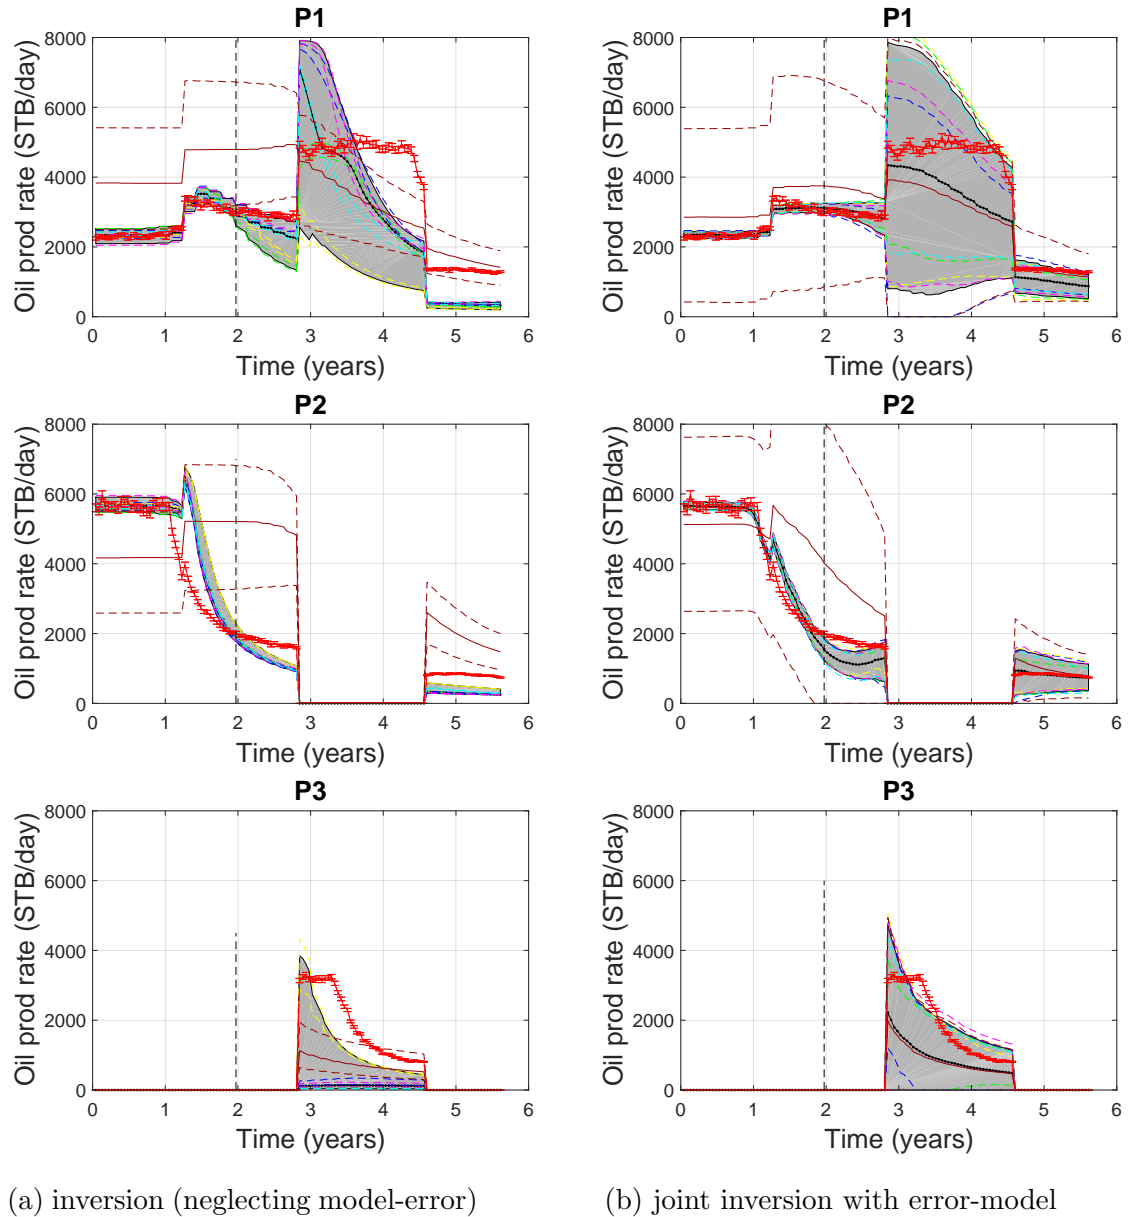 P1
P1
Oil prod rate (STB/day)
8000
6000
4000
2000
0
0 1 2 3 4 5 6
Time (years)
Oil prod rate (STB/day)
8000
6000
4000
2000
0
0 1 2 3 4 5 6
Time (years)
P2
P2
Oil prod rate (STB/day)
8000
6000
4000
2000
0
0 1 2 3 4 5 6
Time (years)
Oil prod rate (STB/day)
8000
6000
4000
2000
0
0 1 2 3 4 5 6
Time (years)
P3
P3
Oil prod rate (STB/day)
8000
6000
4000
2000
0
0 1 2 3 4 5 6
Time (years)
Oil prod rate (STB/day)
8000
6000
4000
2000
0
0 1 2 3 4 5 6
Time (years)
(a) inversion (neglecting model-error)
(b) joint inversion with error-model